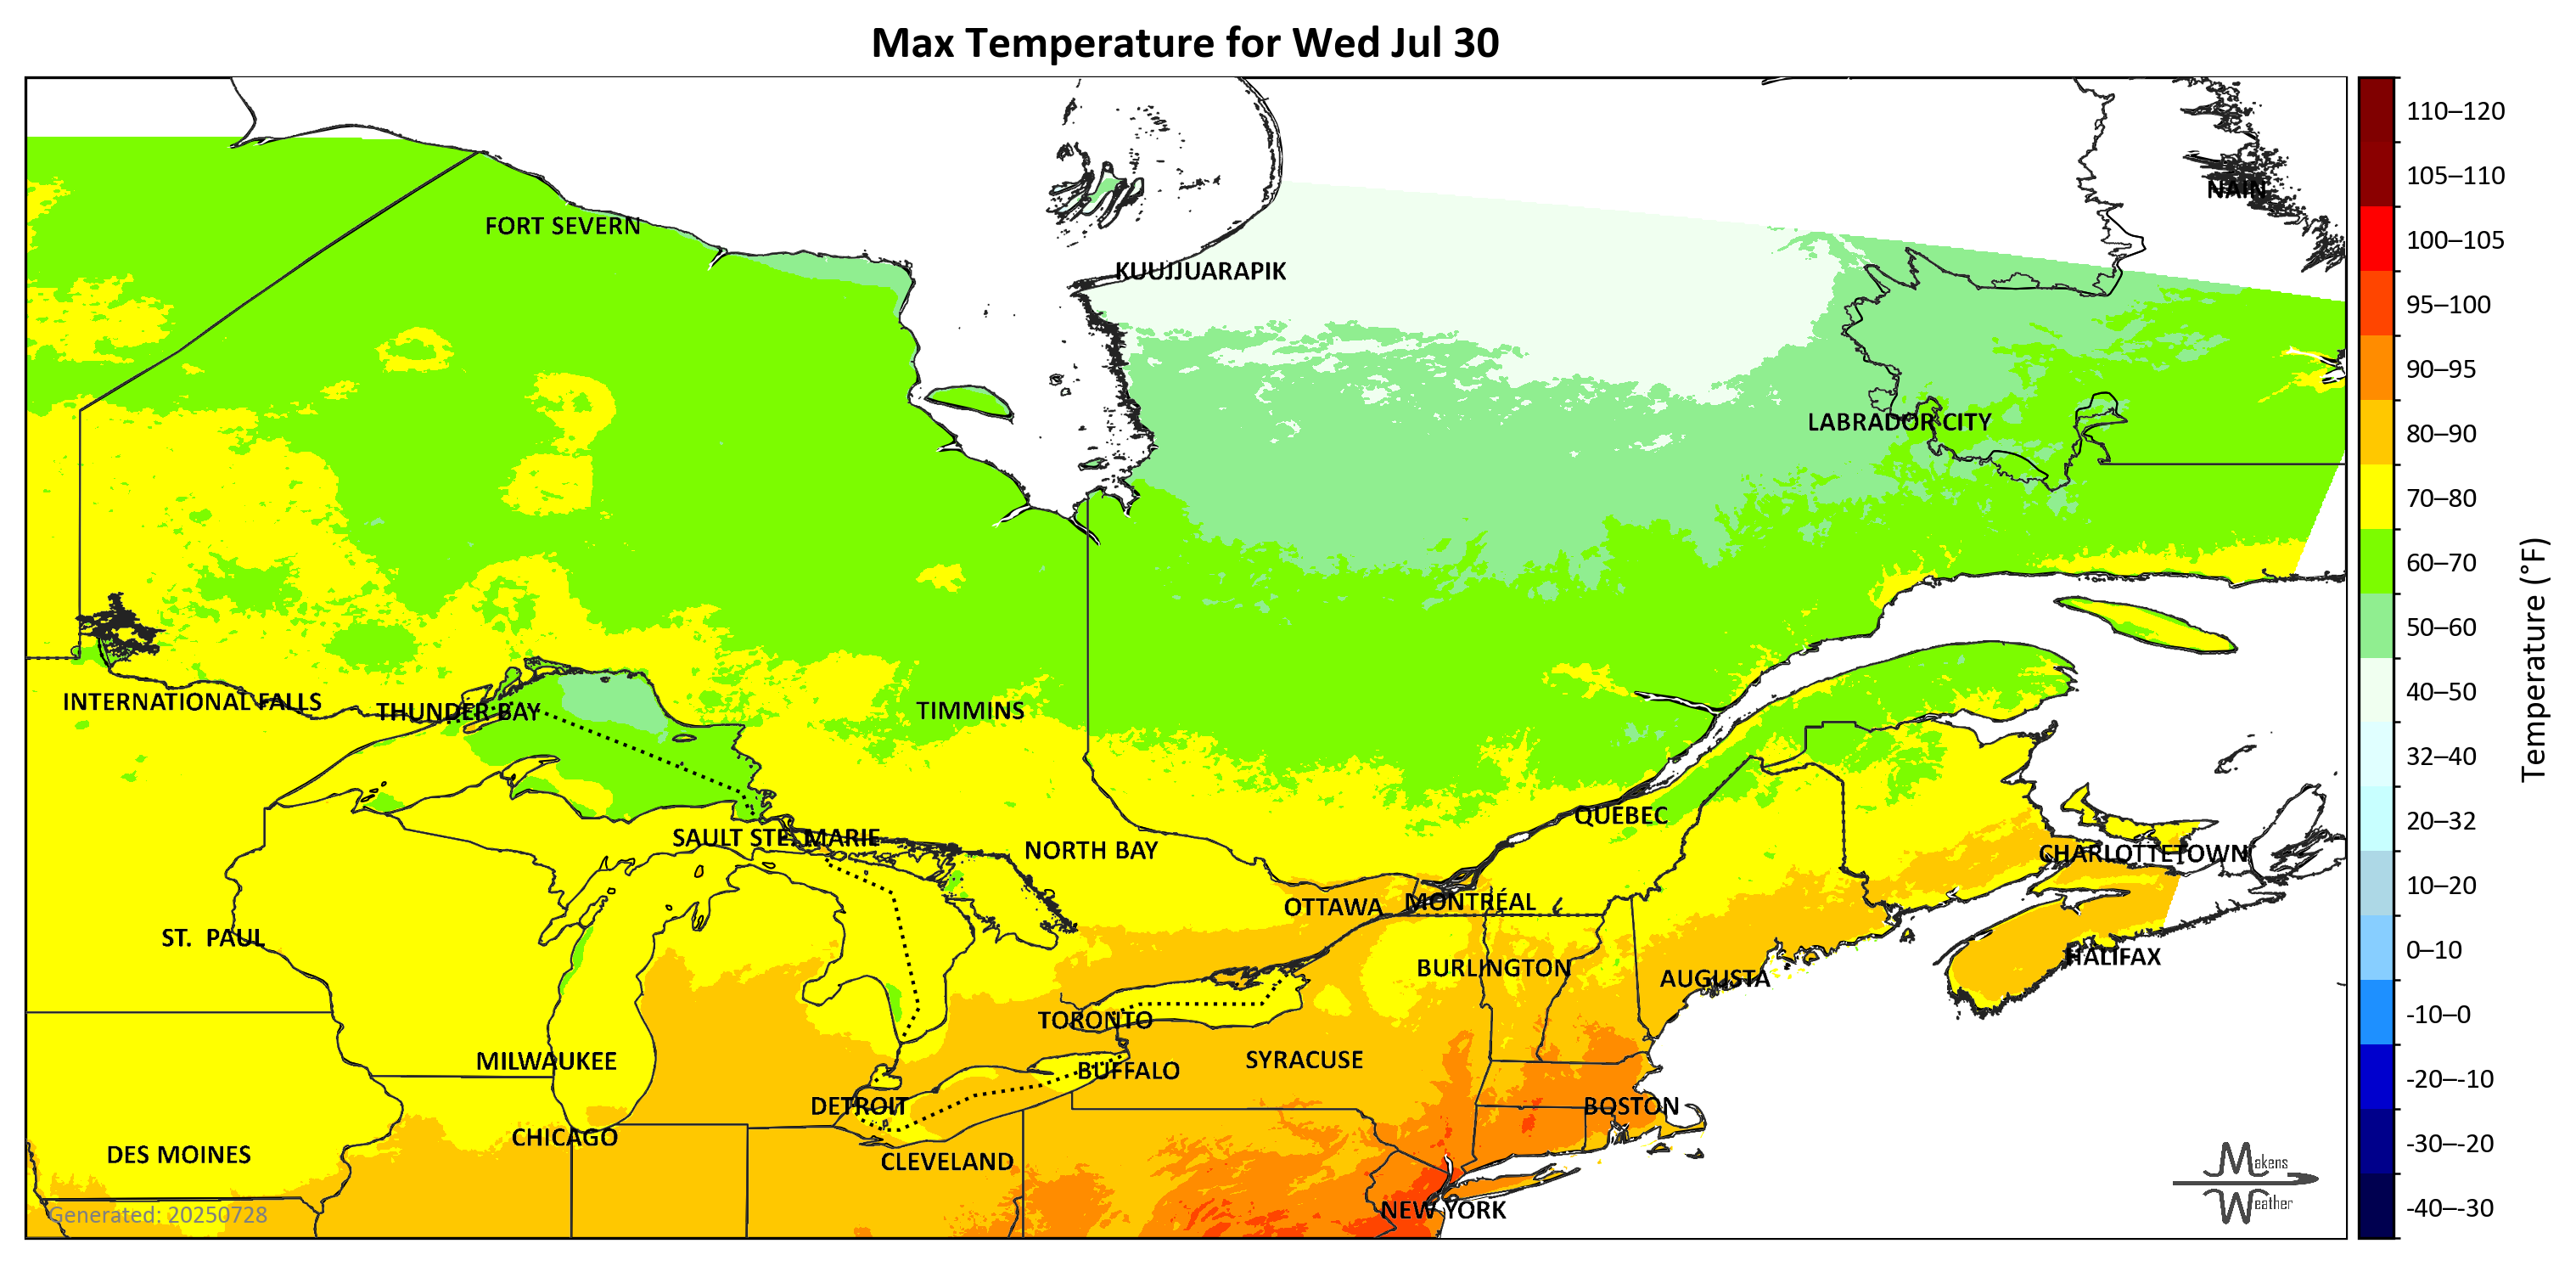 Max Temperature for Wed Jul 30
NAIN
FORT SEVERN
KUUJJUARAPIK
LABRADOR CITY
INTERNATIONAL FALLS
THUNDER BAY
TIMMINS
QUEBEC
SAULT STE. MARIE
NORTH BAY
CHARLOTTETOWN
OTTAWA
MONTRÉAL
ST.  PAUL
HALIFAX
BURLINGTON
AUGUSTA
TORONTO
MILWAUKEE
SYRACUSE
BUFFALO
DETROIT
BOSTON
CHICAGO
DES MOINES
CLEVELAND
NEW YORK
Generated: 20250728
Makens
Weather
110–120
105–110
100–105
95–100
90–95
80–90
70–80
60–70
50–60
40–50
32–40
20–32
10–20
0–10
-10–0
-20–-10
-30–-20
-40–-30
Temperature (°F)